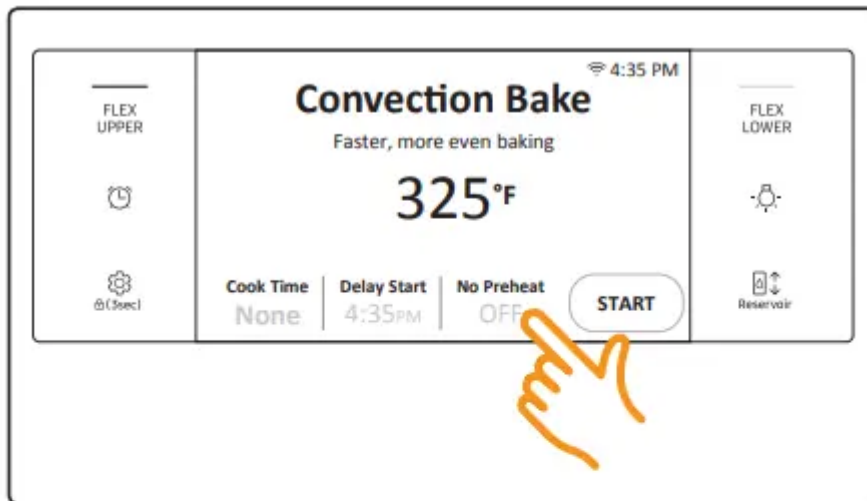 4:35 PM
FLEX
UPPER
Convection Bake
FLEX
LOWER
Faster, more even baking
325°F
(3sec)
Cook Time
None
Delay Start
4:35PM
No Preheat
OFF
START
Reservoir